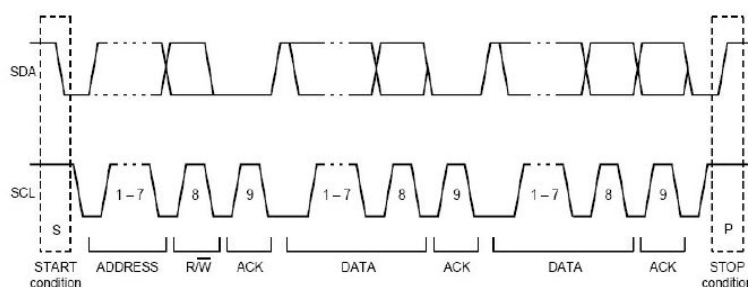 SDA
SCL
1 – 7 8 9 1 – 7 8 9 1 – 7 8 9
S P
START condition ADDRESS R/W̅ ACK DATA ACK DATA ACK STOP condition